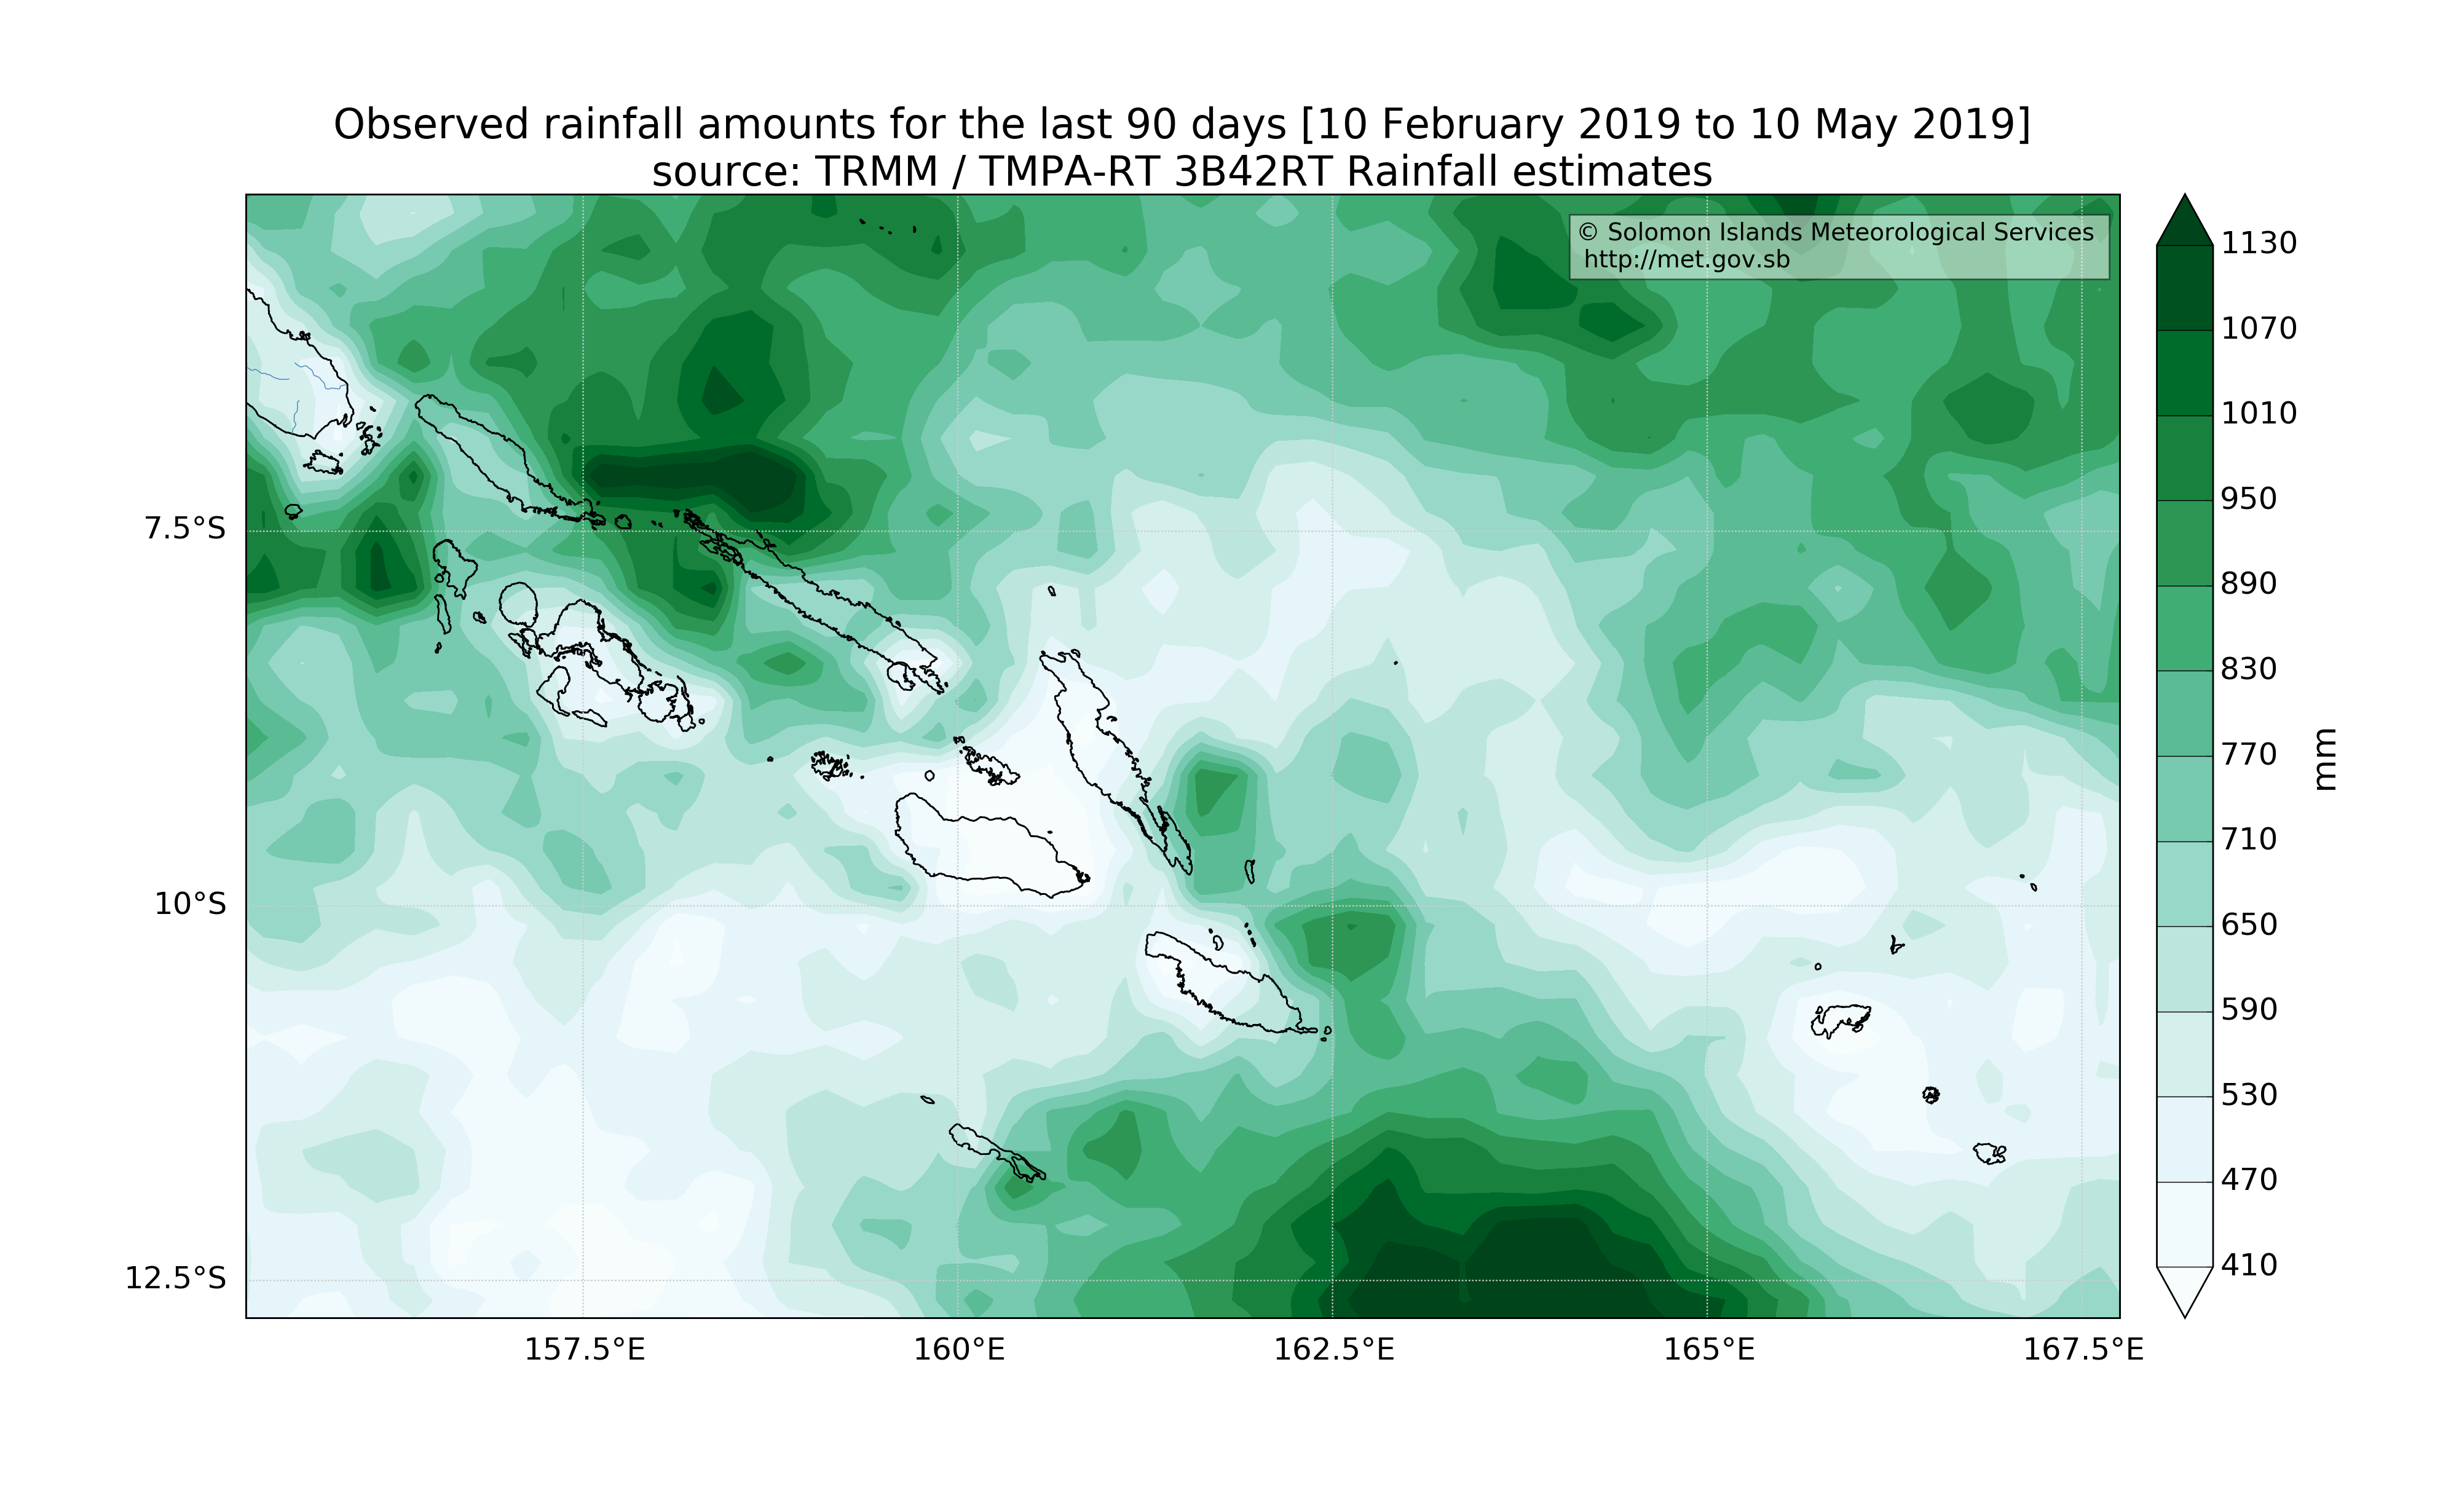 Observed rainfall amounts for the last 90 days [10 February 2019 to 10 May 2019]
source: TRMM / TMPA-RT 3B42RT Rainfall estimates
© Solomon Islands Meteorological Services
http://met.gov.sb
1130
1070
1010
950
890
830
770
710
650
590
530
470
410
mm
7.5°S
10°S
12.5°S
157.5°E
160°E
162.5°E
165°E
167.5°E